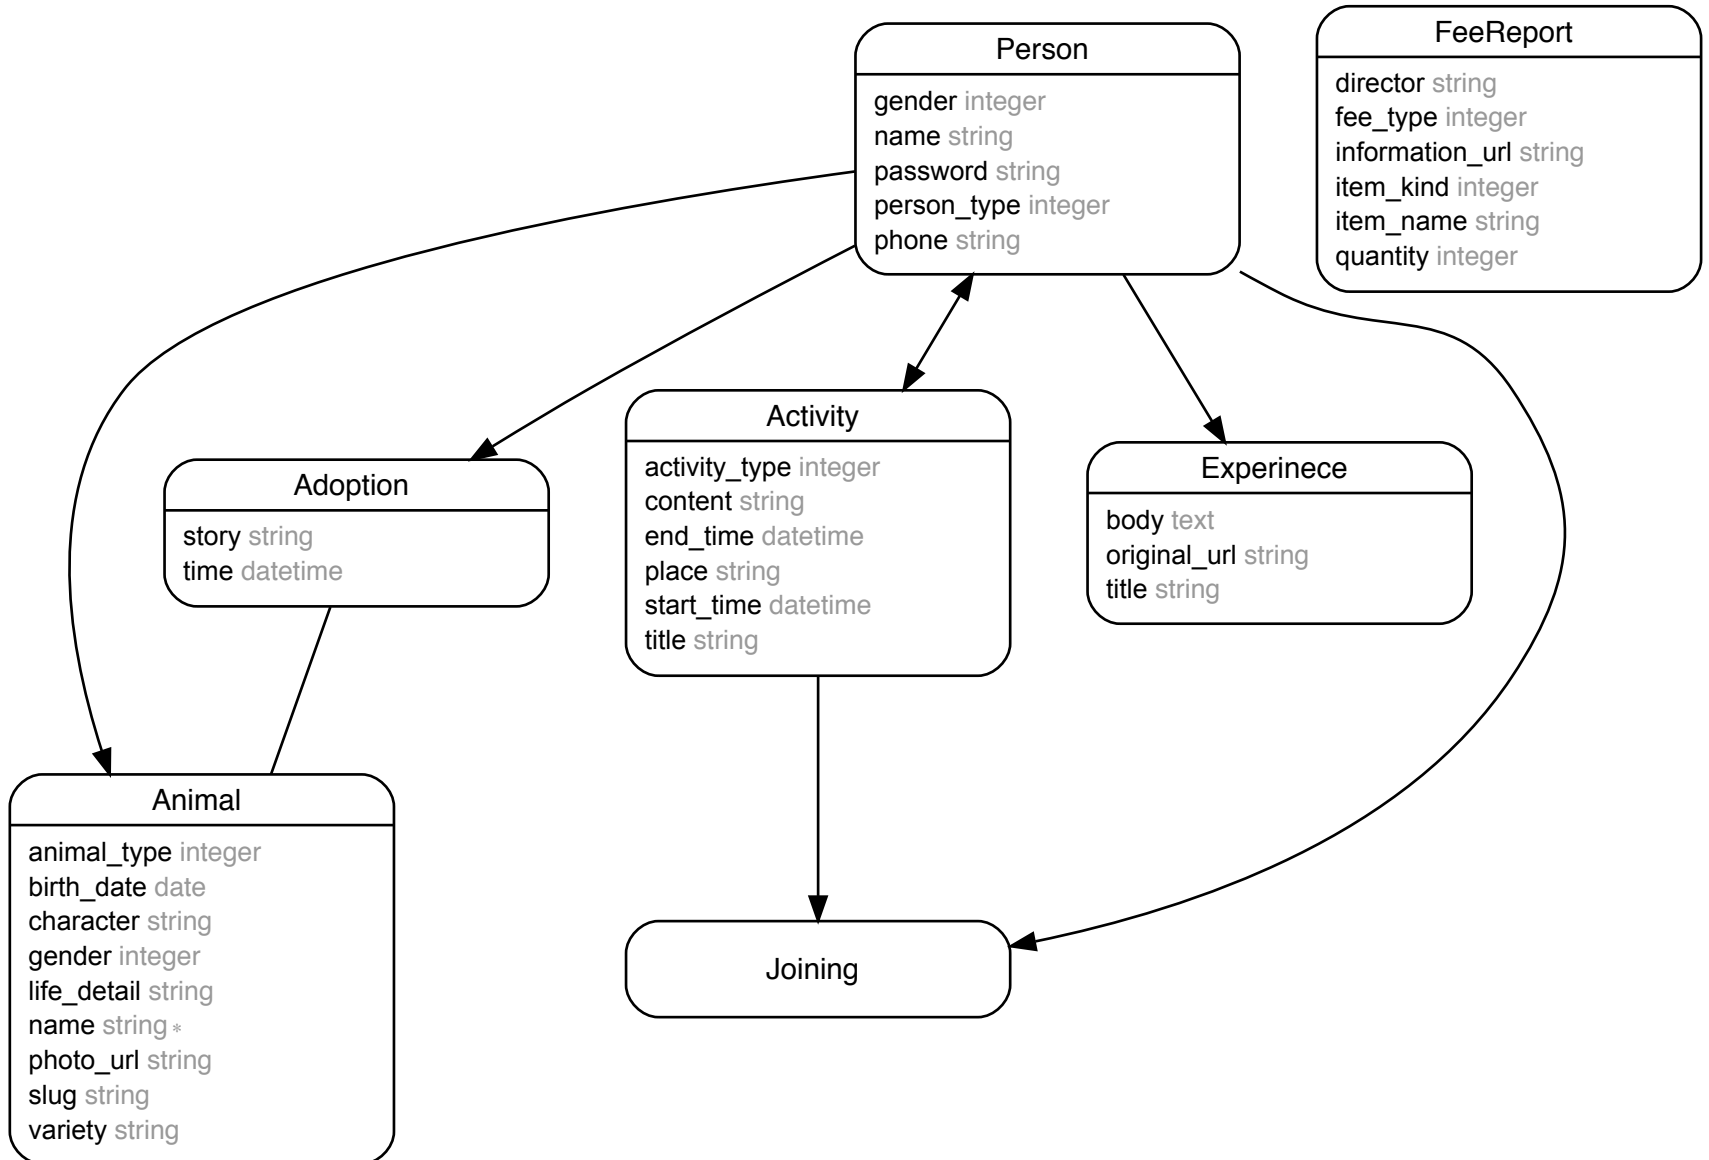 Person
gender integer
name string
password string
person_type integer
phone string
FeeReport
director string
fee_type integer
information_url string
item_kind integer
item_name string
quantity integer
Adoption
story string
time datetime
Activity
activity_type integer
content string
end_time datetime
place string
start_time datetime
title string
Experinece
body text
original_url string
title string
Animal
animal_type integer
birth_date date
character string
gender integer
life_detail string
name string *
photo_url string
slug string
variety string
Joining